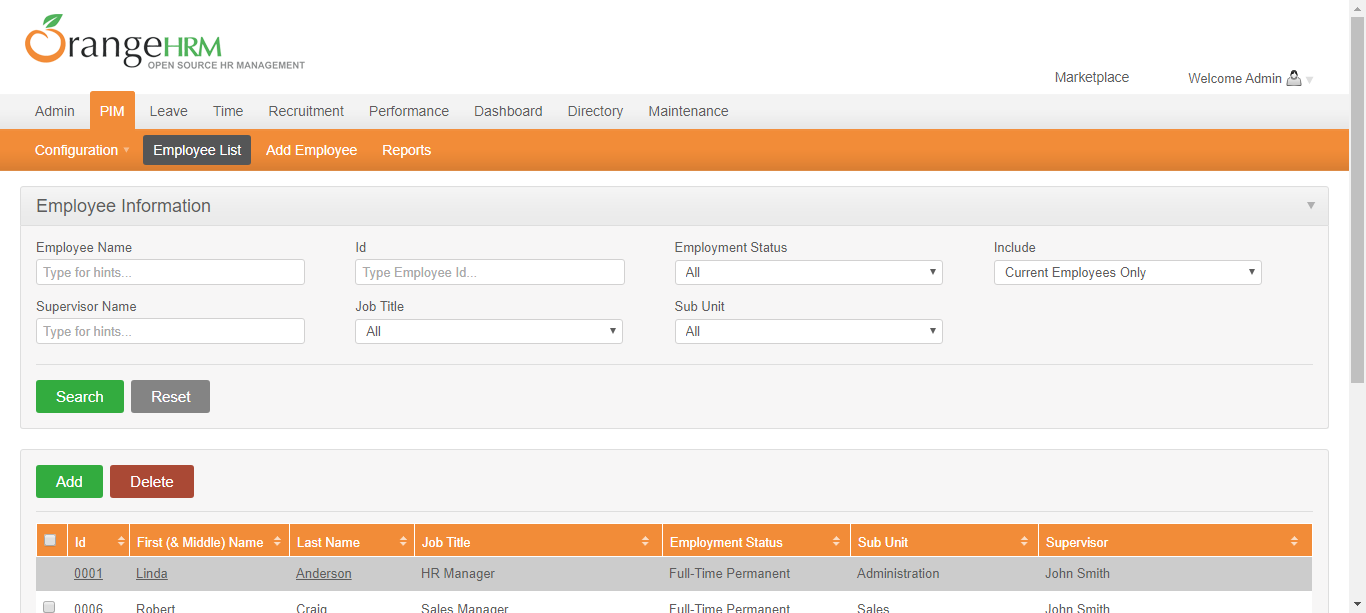 OrangeHRM
OPEN SOURCE HR MANAGEMENT
Marketplace Welcome Admin
Admin PIM Leave Time Recruitment Performance Dashboard Directory Maintenance
Configuration Employee List Add Employee Reports
Employee Information
Employee Name Id Employment Status Include
Type for hints... Type Employee Id... All Current Employees Only
Supervisor Name Job Title Sub Unit
Type for hints... All All
Search Reset
Add Delete
Id First (& Middle) Name Last Name Job Title Employment Status Sub Unit Supervisor
0001 Linda Anderson HR Manager Full-Time Permanent Administration John Smith
0006 Robert Craig Sales Manager Full-Time Permanent Sales John Smith